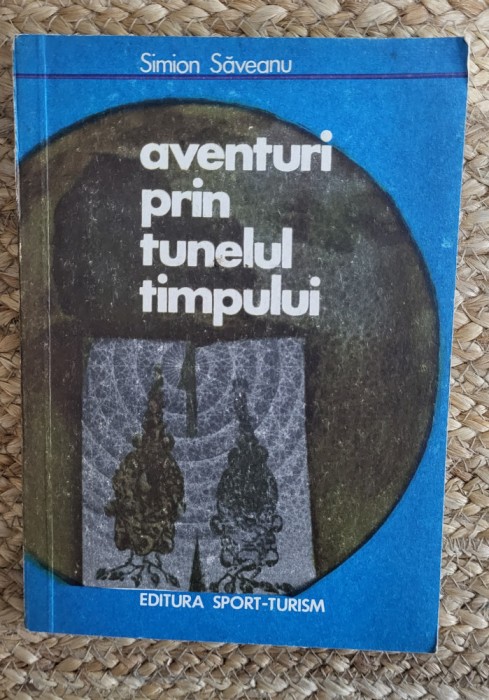 Simion Săveanu
aventuri
prin
tunelul
timpului
EDITURA SPORT-TURISM